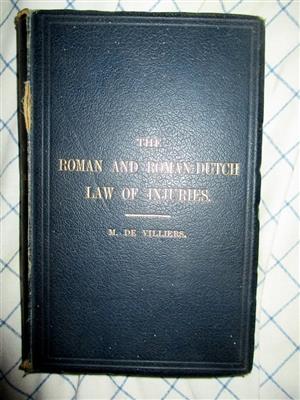 THE
ROMAN AND ROMAN-DUTCH
LAW OF INJURIES.
M. DE VILLIERS.